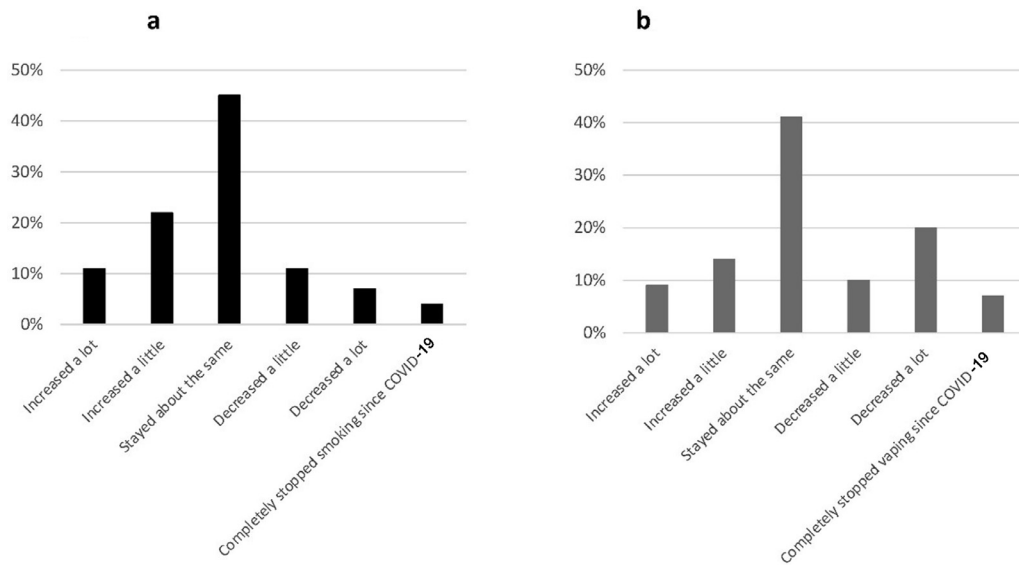 a
50%
40%
30%
20%
10%
0%
Increased a lot
Increased a little
Stayed about the same
Decreased a little
Decreased a lot
Completely stopped smoking since COVID-19
b
50%
40%
30%
20%
10%
0%
Increased a lot
Increased a little
Stayed about the same
Decreased a little
Decreased a lot
Completely stopped vaping since COVID-19